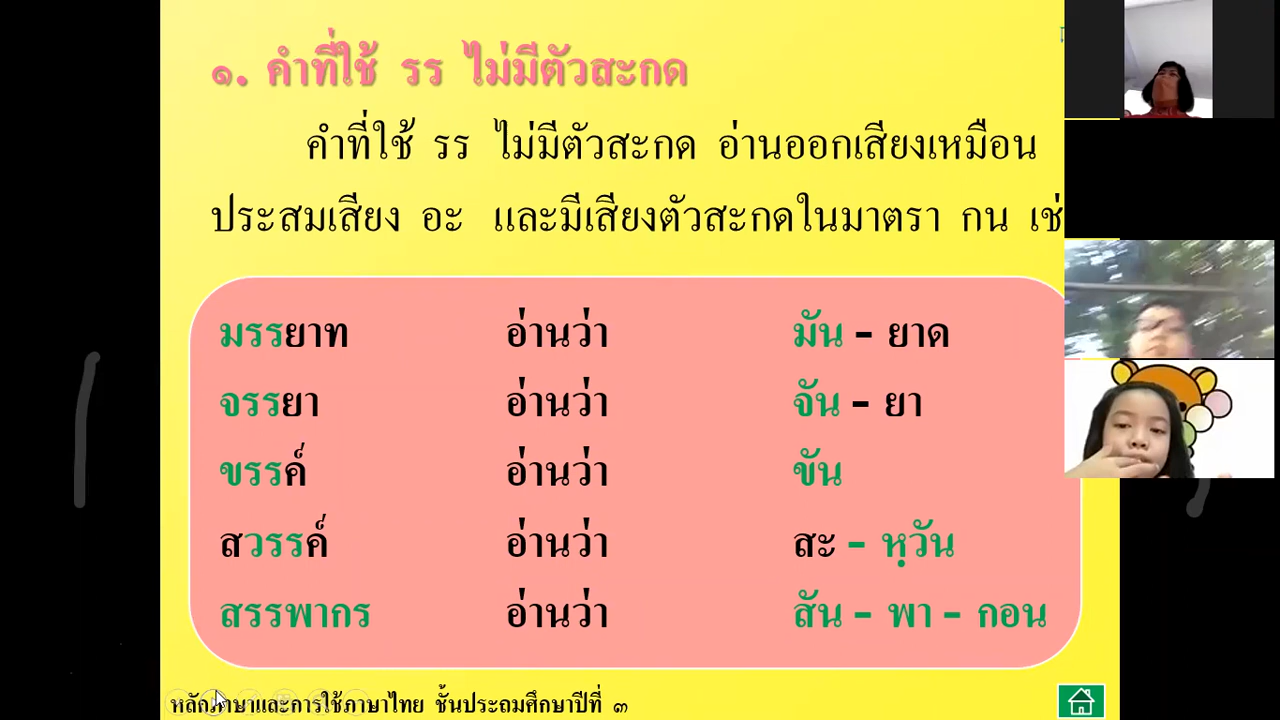 ๑. คำที่ใช้ รร ไม่มีตัวสะกด
คำที่ใช้ รร ไม่มีตัวสะกด อ่านออกเสียงเหมือน
ประสมเสียง อะ และมีเสียงตัวสะกดในมาตรา กน เช่
มรรยาท อ่านว่า มัน - ยาด
จรรยา อ่านว่า จัน - ยา
ขรรค์ อ่านว่า ขัน
สวรรค์ อ่านว่า สะ - หฺวัน
สรรพากร อ่านว่า สัน - พา - กอน
หลักภาษาและการใช้ภาษาไทย ชั้นประถมศึกษาปีที่ ๓